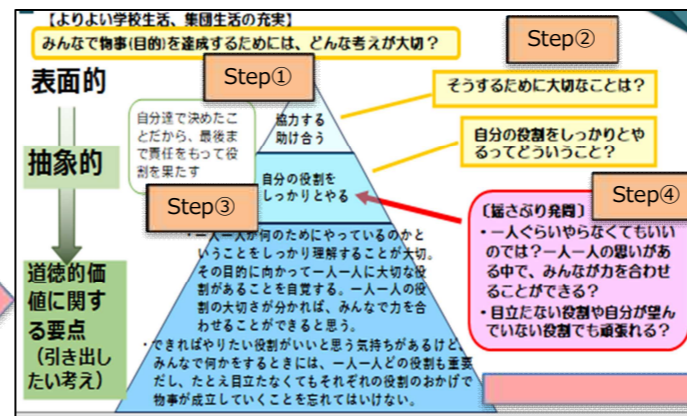 【よりよい学校生活、集団生活の充実】
みんなで物事(目的)を達成するためには、どんな考えが大切？
Step①
Step②
表面的
抽象的
道徳的価
値に関す
る要点
（引き出し
たい考え）
自分達で決めたこ
とだから、最後ま
で責任をもって役
割を果たす
協力する
助け合う
そうするために大切なことは？
自分の役割をしっかりとや
るってどういうこと？
自分の役割を
しっかりとやる
Step③
Step④
・一人一人が何のためにやっているのかと
いうことをしっかり理解することが大切。
その目的に向かって一人一人に大切な役
割があることを自覚する。一人一人の役割
の大切さが分かれば、みんなで力を合
わせることができると思う。
・できればやりたい役割がいいと思う気持ちがあるけど、
みんなで何かをするときには、一人一人どの役割も重要
だし、たとえ目立たなくてもそれぞれの役割のおかげで
物事が成立していくことを忘れてはいけない。
〔揺さぶり発問〕
・一人ぐらいやらなくてもいい
のでは？一人一人の思いがあ
る中で、みんなが力を合わせ
ることができる？
・目立たない役割や自分が望ん
でいない役割でも頑張れる？